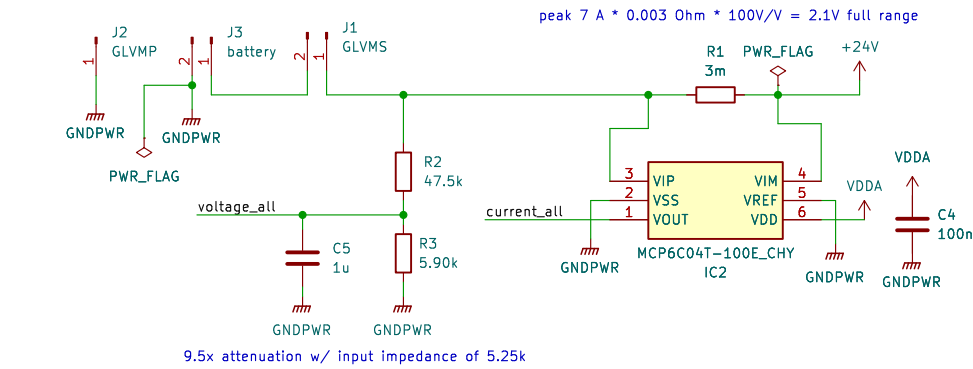 peak 7 A * 0.003 Ohm * 100V/V = 2.1V full range
J2
GLVMP
1
J3
battery
2
1
J1
GLVMS
2
1
R1
3m
PWR_FLAG
+24V
GNDPWR
GNDPWR
PWR_FLAG
R2
47.5k
3
VIP
VIM
4
2
VSS
VREF
5
1
VOUT
VDD
6
VDDA
VDDA
voltage_all
current_all
C4
100n
C5
1u
R3
5.90k
GNDPWR
MCP6C04T-100E_CHY
IC2
GNDPWR
GNDPWR
GNDPWR
GNDPWR
9.5x attenuation w/ input impedance of 5.25k